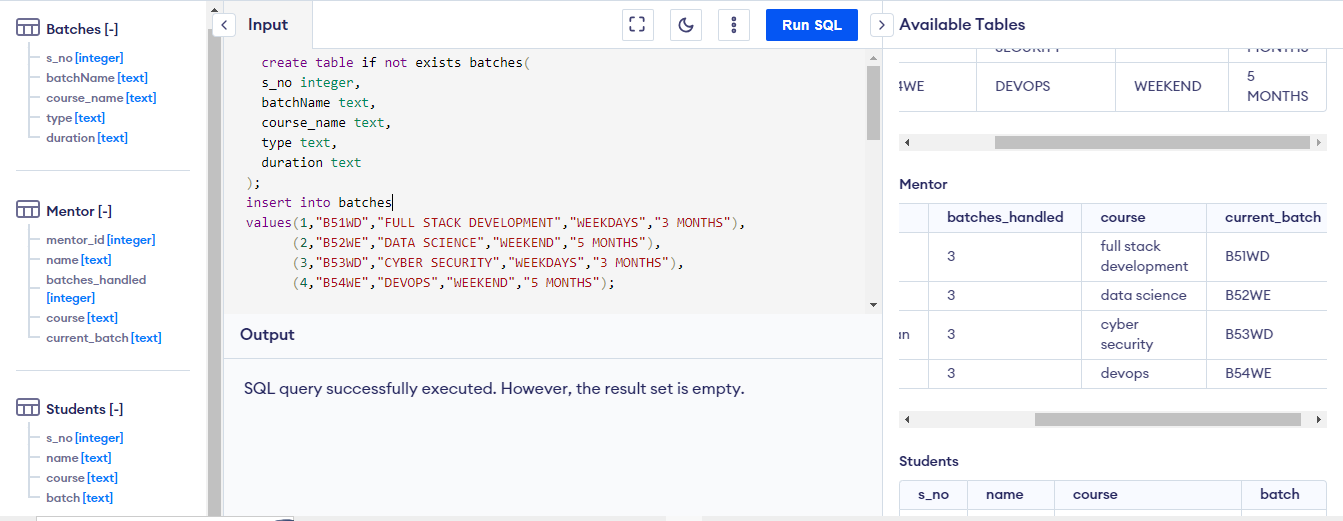 Batches [-]
s_no [integer]
batchName [text]
course_name [text]
type [text]
duration [text]
Mentor [-]
mentor_id [integer]
name [text]
batches_handled
[integer]
course [text]
current_batch [text]
Students [-]
s_no [integer]
name [text]
course [text]
batch [text]
Input
Run SQL
create table if not exists batches(
s_no integer,
batchName text,
course_name text,
type text,
duration text
);
insert into batches
values(1,"B51WD","FULL STACK DEVELOPMENT","WEEKDAYS","3 MONTHS"),
(2,"B52WE","DATA SCIENCE","WEEKEND","5 MONTHS"),
(3,"B53WD","CYBER SECURITY","WEEKDAYS","3 MONTHS"),
(4,"B54WE","DEVOPS","WEEKEND","5 MONTHS");
Output
SQL query successfully executed. However, the result set is empty.
Available Tables
SECURITY MONTHS
4WE DEVOPS WEEKEND 5
MONTHS
Mentor
batches_handled course current_batch
3 full stack
development B51WD
3 data science B52WE
an 3 cyber
security B53WD
3 devops B54WE
Students
s_no name course batch